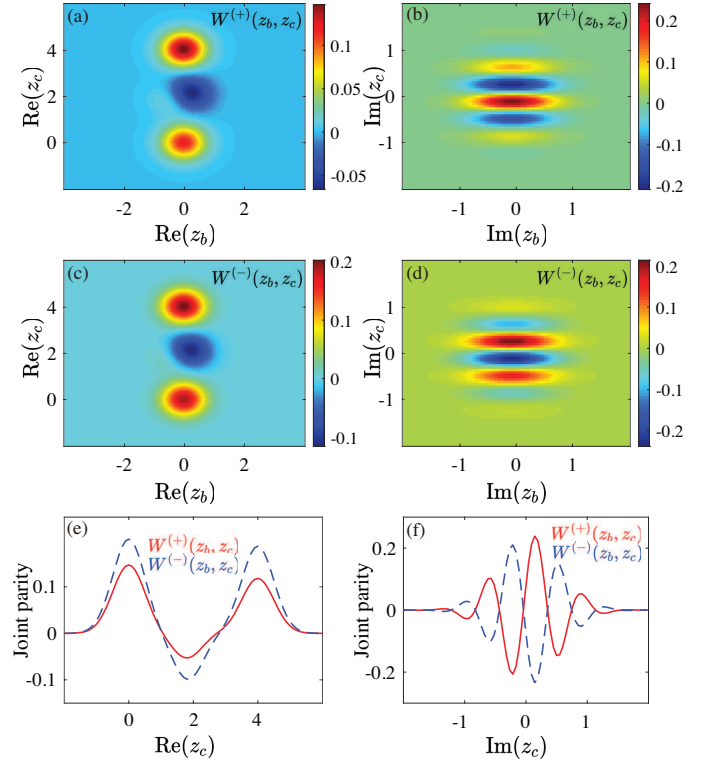 (a)
W^(+)(z_b, z_c)
4
2
0
Re(z_c)
-2
0
2
Re(z_b)
0.1
0.05
0
-0.05
(b)
W^(+)(z_b, z_c)
1
0
-1
Im(z_c)
-1
0
1
Im(z_b)
0.2
0.1
0
-0.1
-0.2
(c)
W^(-)(z_b, z_c)
4
2
0
Re(z_c)
-2
0
2
Re(z_b)
0.2
0.1
0
-0.1
(d)
W^(-)(z_b, z_c)
1
0
-1
Im(z_c)
-1
0
1
Im(z_b)
0.2
0.1
0
-0.1
-0.2
(e)
W^(+)(z_b, z_c)
W^(-)(z_b, z_c)
0.1
0
-0.1
Joint parity
0
2
4
Re(z_c)
(f)
W^(+)(z_b, z_c)
W^(-)(z_b, z_c)
0.2
0
-0.2
Joint parity
-1
0
1
Im(z_c)